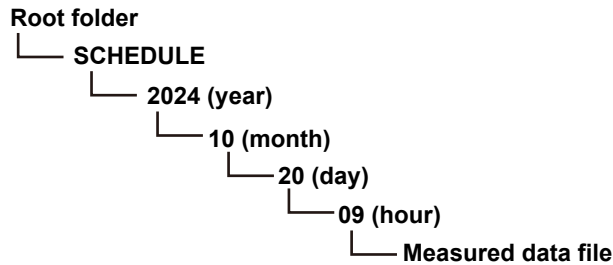 Root folder
SCHEDULE
2024 (year)
10 (month)
20 (day)
09 (hour)
Measured data file